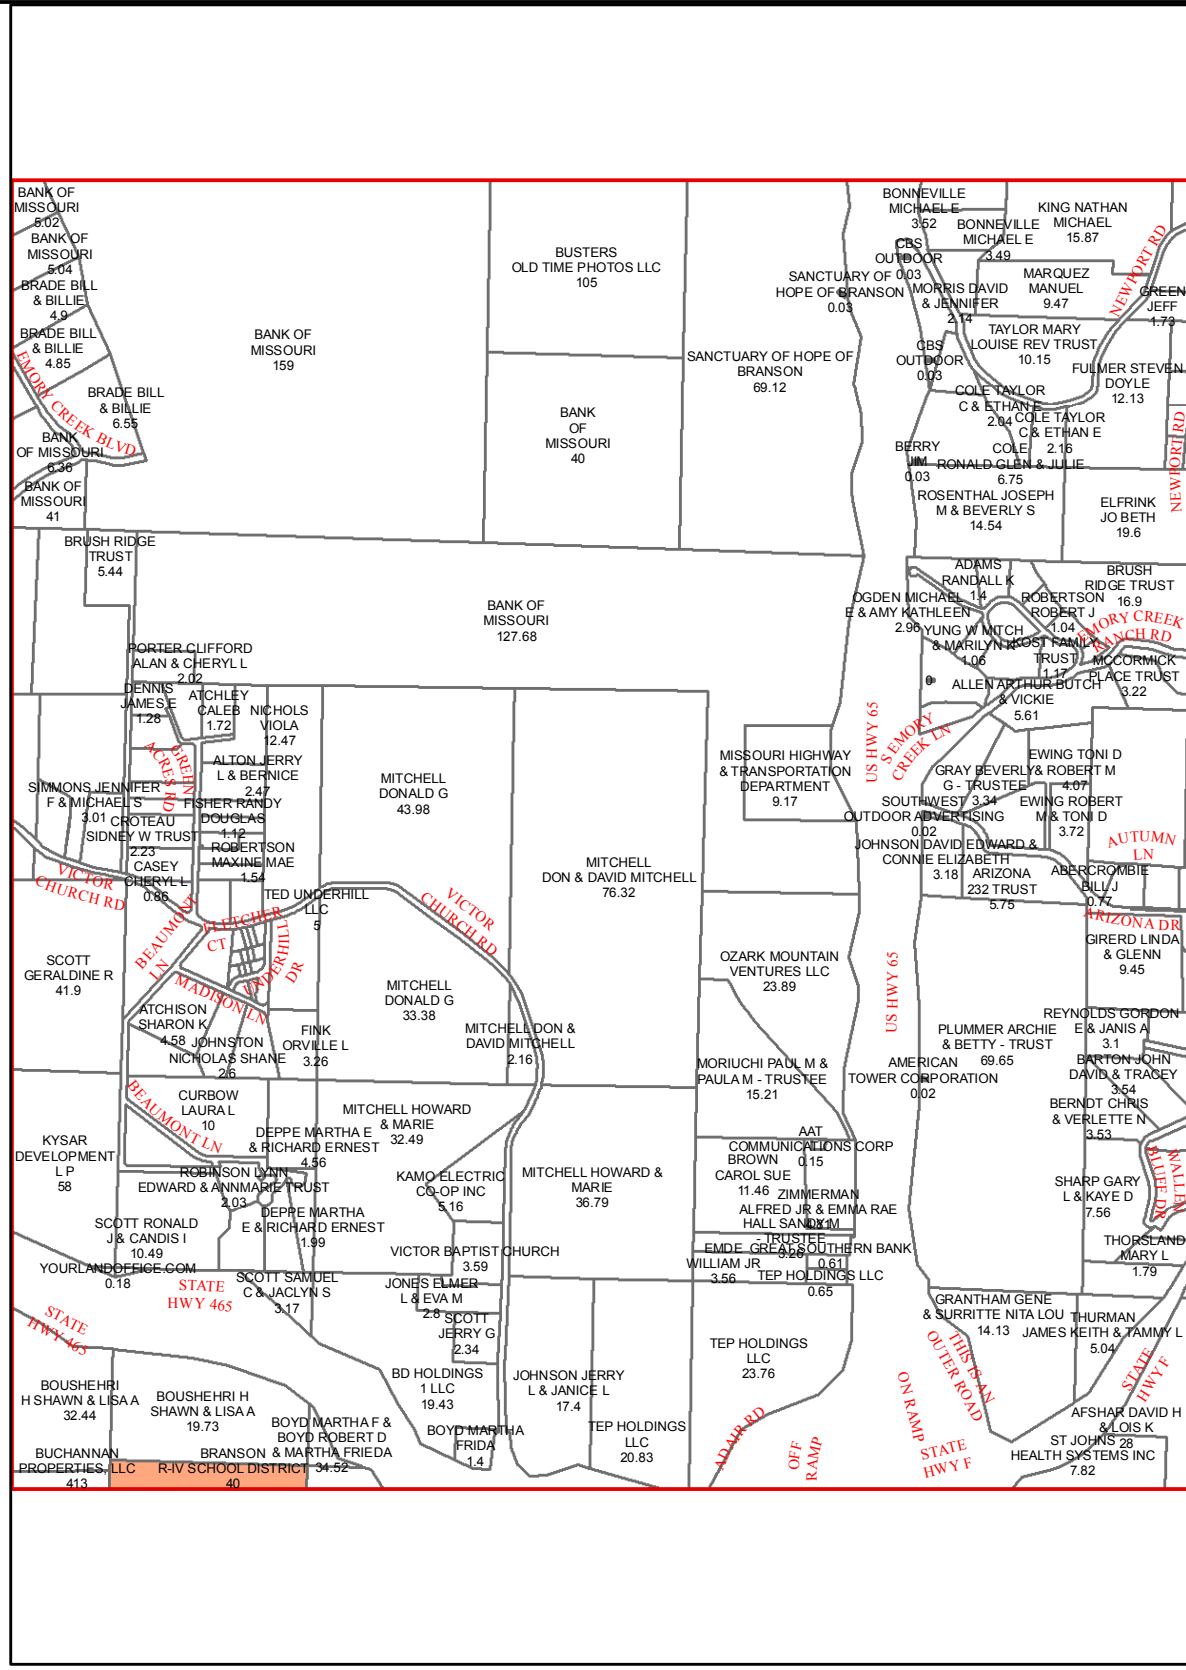 BANK OF
MISSOURI
5.02
BANK OF
MISSOURI
5.04
BRADE BILL
& BILLIE
4.9
BRADE BILL
& BILLIE
4.85
EMORY CREEK BLVD
BRADE BILL
& BILLIE
6.55
BANK
OF MISSOURI
6.36
BANK OF
MISSOURI
41
BANK OF
MISSOURI
159
BUSTERS
OLD TIME PHOTOS LLC
105
BANK
OF
MISSOURI
40
SANCTUARY OF HOPE OF
BRANSON
69.12
SANCTUARY OF
HOPE OF BRANSON
0.03
BONNEVILLE
MICHAEL E
3.52
BONNEVILLE
MICHAEL E
3.49
KING NATHAN
MICHAEL
15.87
NEWPORT RD
CBS
OUTDOOR
0.03
MORRIS DAVID
& JENNIFER
2.14
MARQUEZ
MANUEL
9.47
GREEN
JEFF
1.73
TAYLOR MARY
LOUISE REV TRUST
10.15
CBS
OUTDOOR
0.03
FULMER STEVEN
DOYLE
12.13
COLE TAYLOR
C & ETHAN E
2.04
COLE TAYLOR
C & ETHAN E
2.16
NEWPORT RD
BERRY
JIM
0.03
COLE
RONALD GLEN & JULIE
6.75
ROSENTHAL JOSEPH
M & BEVERLY S
14.54
ELFRINK
JO BETH
19.6
BRUSH RIDGE
TRUST
5.44
BANK OF
MISSOURI
127.68
ADAMS
RANDALL K
1.4
BRUSH
RIDGE TRUST
16.9
OGDEN MICHAEL
E & AMY KATHLEEN
2.96
ROBERTSON
ROBERT J
1.04
EMORY CREEK
RANCH RD
YUNG W MITCH
& MARILYN K
1.06
KOST FAMILY
TRUST
1.17
MCCORMICK
PLACE TRUST
3.22
0
ALLEN ARTHUR BUTCH
& VICKIE
5.61
PORTER CLIFFORD
ALAN & CHERYL L
2.02
DENNIS
JAMES E
1.28
ATCHLEY
CALEB
1.72
NICHOLS
VIOLA
12.47
GREEN
ACRES RD
ALTON JERRY
L & BERNICE
2.47
SIMMONS JENNIFER
F & MICHAEL S
3.01
FISHER RANDY
DOUGLAS
1.12
CROTEAU
SIDNEY W TRUST
2.23
ROBERTSON
MAXINE MAE
1.54
CASEY
CHERYL L
0.86
VICTOR
CHURCH RD
MITCHELL
DONALD G
43.98
MITCHELL
DON & DAVID MITCHELL
76.32
MISSOURI HIGHWAY
& TRANSPORTATION
DEPARTMENT
9.17
US HWY 65
S EMORY
CREEK LN
EWING TONI D
& ROBERT M
4.07
GRAY BEVERLY
G - TRUSTEE
3.34
SOUTHWEST
OUTDOOR ADVERTISING
0.02
EWING ROBERT
M & TONI D
3.72
AUTUMN
LN
JOHNSON DAVID EDWARD &
CONNIE ELIZABETH
3.18
ARIZONA
232 TRUST
5.75
ABERCROMBIE
BILL J
0.77
ARIZONA DR
TED UNDERHILL
LLC
5
FLETCHER
CT
BEAUMONT
LN
UNDERHILL
DR
MADISON LN
VICTOR
CHURCH RD
SCOTT
GERALDINE R
41.9
ATCHISON
SHARON K
4.58
JOHNSTON
NICHOLAS SHANE
2.6
FINK
ORVILLE L
3.26
MITCHELL
DONALD G
33.38
MITCHELL DON &
DAVID MITCHELL
2.16
OZARK MOUNTAIN
VENTURES LLC
23.89
US HWY 65
GIRERD LINDA
& GLENN
9.45
REYNOLDS GORDON
E & JANIS A
3.1
PLUMMER ARCHIE
& BETTY - TRUST
69.65
BARTON JOHN
DAVID & TRACEY
3.54
MORIUCHI PAUL M &
PAULA M - TRUSTEE
15.21
AMERICAN
TOWER CORPORATION
0.02
BERNDT CHRIS
& VERLETTE N
3.53
CURBOW
LAURA L
10
BEAUMONT LN
MITCHELL HOWARD
& MARIE
32.49
DEPPE MARTHA E
& RICHARD ERNEST
4.56
KYSAR
DEVELOPMENT
L P
58
ROBINSON LYNN
EDWARD & ANNMARIE TRUST
2.03
KAMO ELECTRIC
CO-OP INC
5.16
MITCHELL HOWARD &
MARIE
36.79
AAT
COMMUNICATIONS CORP
0.15
BROWN
CAROL SUE
11.46
ZIMMERMAN
ALFRED JR & EMMA RAE
HALL SANDY M
- TRUSTEE
WALLEN
BLUFF DR
SHARP GARY
L & KAYE D
7.56
DEPPE MARTHA
E & RICHARD ERNEST
1.99
SCOTT RONALD
J & CANDIS I
10.49
VICTOR BAPTIST CHURCH
3.59
EMDE
WILLIAM JR
3.56
GREAT SOUTHERN BANK
0.61
THORSLAND
MARY L
1.79
YOURLANDOFFICE.COM
0.18
STATE
HWY 465
SCOTT SAMUEL
C & JACLYN S
3.17
JONES ELMER
L & EVA M
2.8
TEP HOLDINGS LLC
0.65
STATE
HWY 465
SCOTT
JERRY G
2.34
GRANTHAM GENE
& SURRITTE NITA LOU
14.13
THURMAN
JAMES KEITH & TAMMY L
5.04
TEP HOLDINGS
LLC
23.76
THIS IS AN
OUTER ROAD
STATE
HWY F
BOUSHEHRI
H SHAWN & LISA A
32.44
BOUSHEHRI H
SHAWN & LISA A
19.73
BD HOLDINGS
1 LLC
19.43
JOHNSON JERRY
L & JANICE L
17.4
ON RAMP
ADAIR RD
AFSHAR DAVID H
& LOIS K
28
BOYD MARTHA F &
BOYD ROBERT D
& MARTHA FRIEDA
34.52
BOYD MARTHA
FRIDA
1.4
TEP HOLDINGS
LLC
20.83
OFF
RAMP
STATE
HWY F
ST JOHNS
HEALTH SYSTEMS INC
7.82
BUCHANNAN
PROPERTIES, LLC
413
BRANSON
R-IV SCHOOL DISTRICT
40